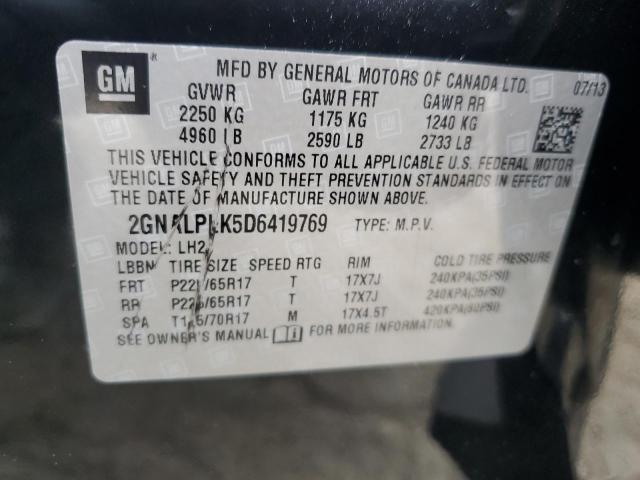 GM ®
MFD BY GENERAL MOTORS OF CANADA LTD. 07/13
GVWR GAWR FRT GAWR RR
2250 KG 1175 KG 1240 KG
4960 LB 2590 LB 2733 LB
THIS VEHICLE CONFORMS TO ALL APPLICABLE U.S. FEDERAL MOTOR
VEHICLE SAFETY AND THEFT PREVENTION STANDARDS IN EFFECT ON
THE DATE OF MANUFACTURE SHOWN ABOVE.
TYPE: M.P.V.
MODEL: LH2
TIRE SIZE SPEED RTG RIM COLD TIRE PRESSURE
FRT T 17X7J 240KPA(35PSI)
RR T 17X7J 240KPA(35PSI)
SPA M 17X4.5T 420KPA(60PSI)
SEE OWNER'S MANUAL FOR MORE INFORMATION.